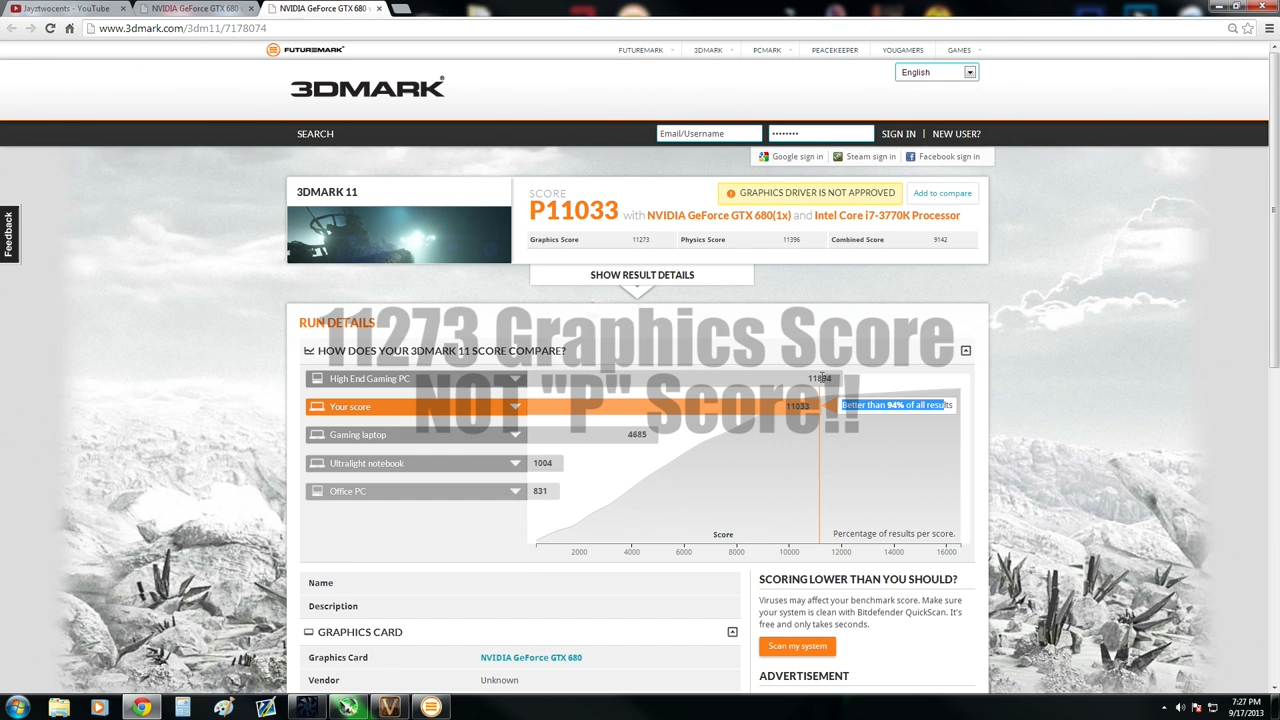 Jayztwocents - YouTube
NVIDIA GeForce GTX 680
NVIDIA GeForce GTX 680
www.3dmark.com/3dm11/7178074
FUTUREMARK
FUTUREMARK
3DMARK
PCMARK
PEACEKEEPER
YOUGAMERS
GAMES
English
3DMARK
SEARCH
Email/Username
SIGN IN | NEW USER?
Google sign in
Steam sign in
Facebook sign in
Feedback
3DMARK 11
SCORE
GRAPHICS DRIVER IS NOT APPROVED
Add to compare
P11033 with NVIDIA GeForce GTX 680(1x) and Intel Core i7-3770K Processor
Graphics Score 11273
Physics Score 11396
Combined Score 9142
SHOW RESULT DETAILS
11273 Graphics Score
NOT "P" Score!!
RUN DETAILS
HOW DOES YOUR 3DMARK 11 SCORE COMPARE?
High End Gaming PC 11894
Your score 11033
Better than 94% of all results
Gaming laptop 4685
Ultralight notebook 1004
Office PC 831
Score
Percentage of results per score.
2000 4000 6000 8000 10000 12000 14000 16000
Name
Description
GRAPHICS CARD
Graphics Card NVIDIA GeForce GTX 680
Vendor Unknown
SCORING LOWER THAN YOU SHOULD?
Viruses may affect your benchmark score. Make sure
your system is clean with Bitdefender QuickScan. It's
free and only takes seconds.
Scan my system
ADVERTISEMENT
7:27 PM
9/17/2013